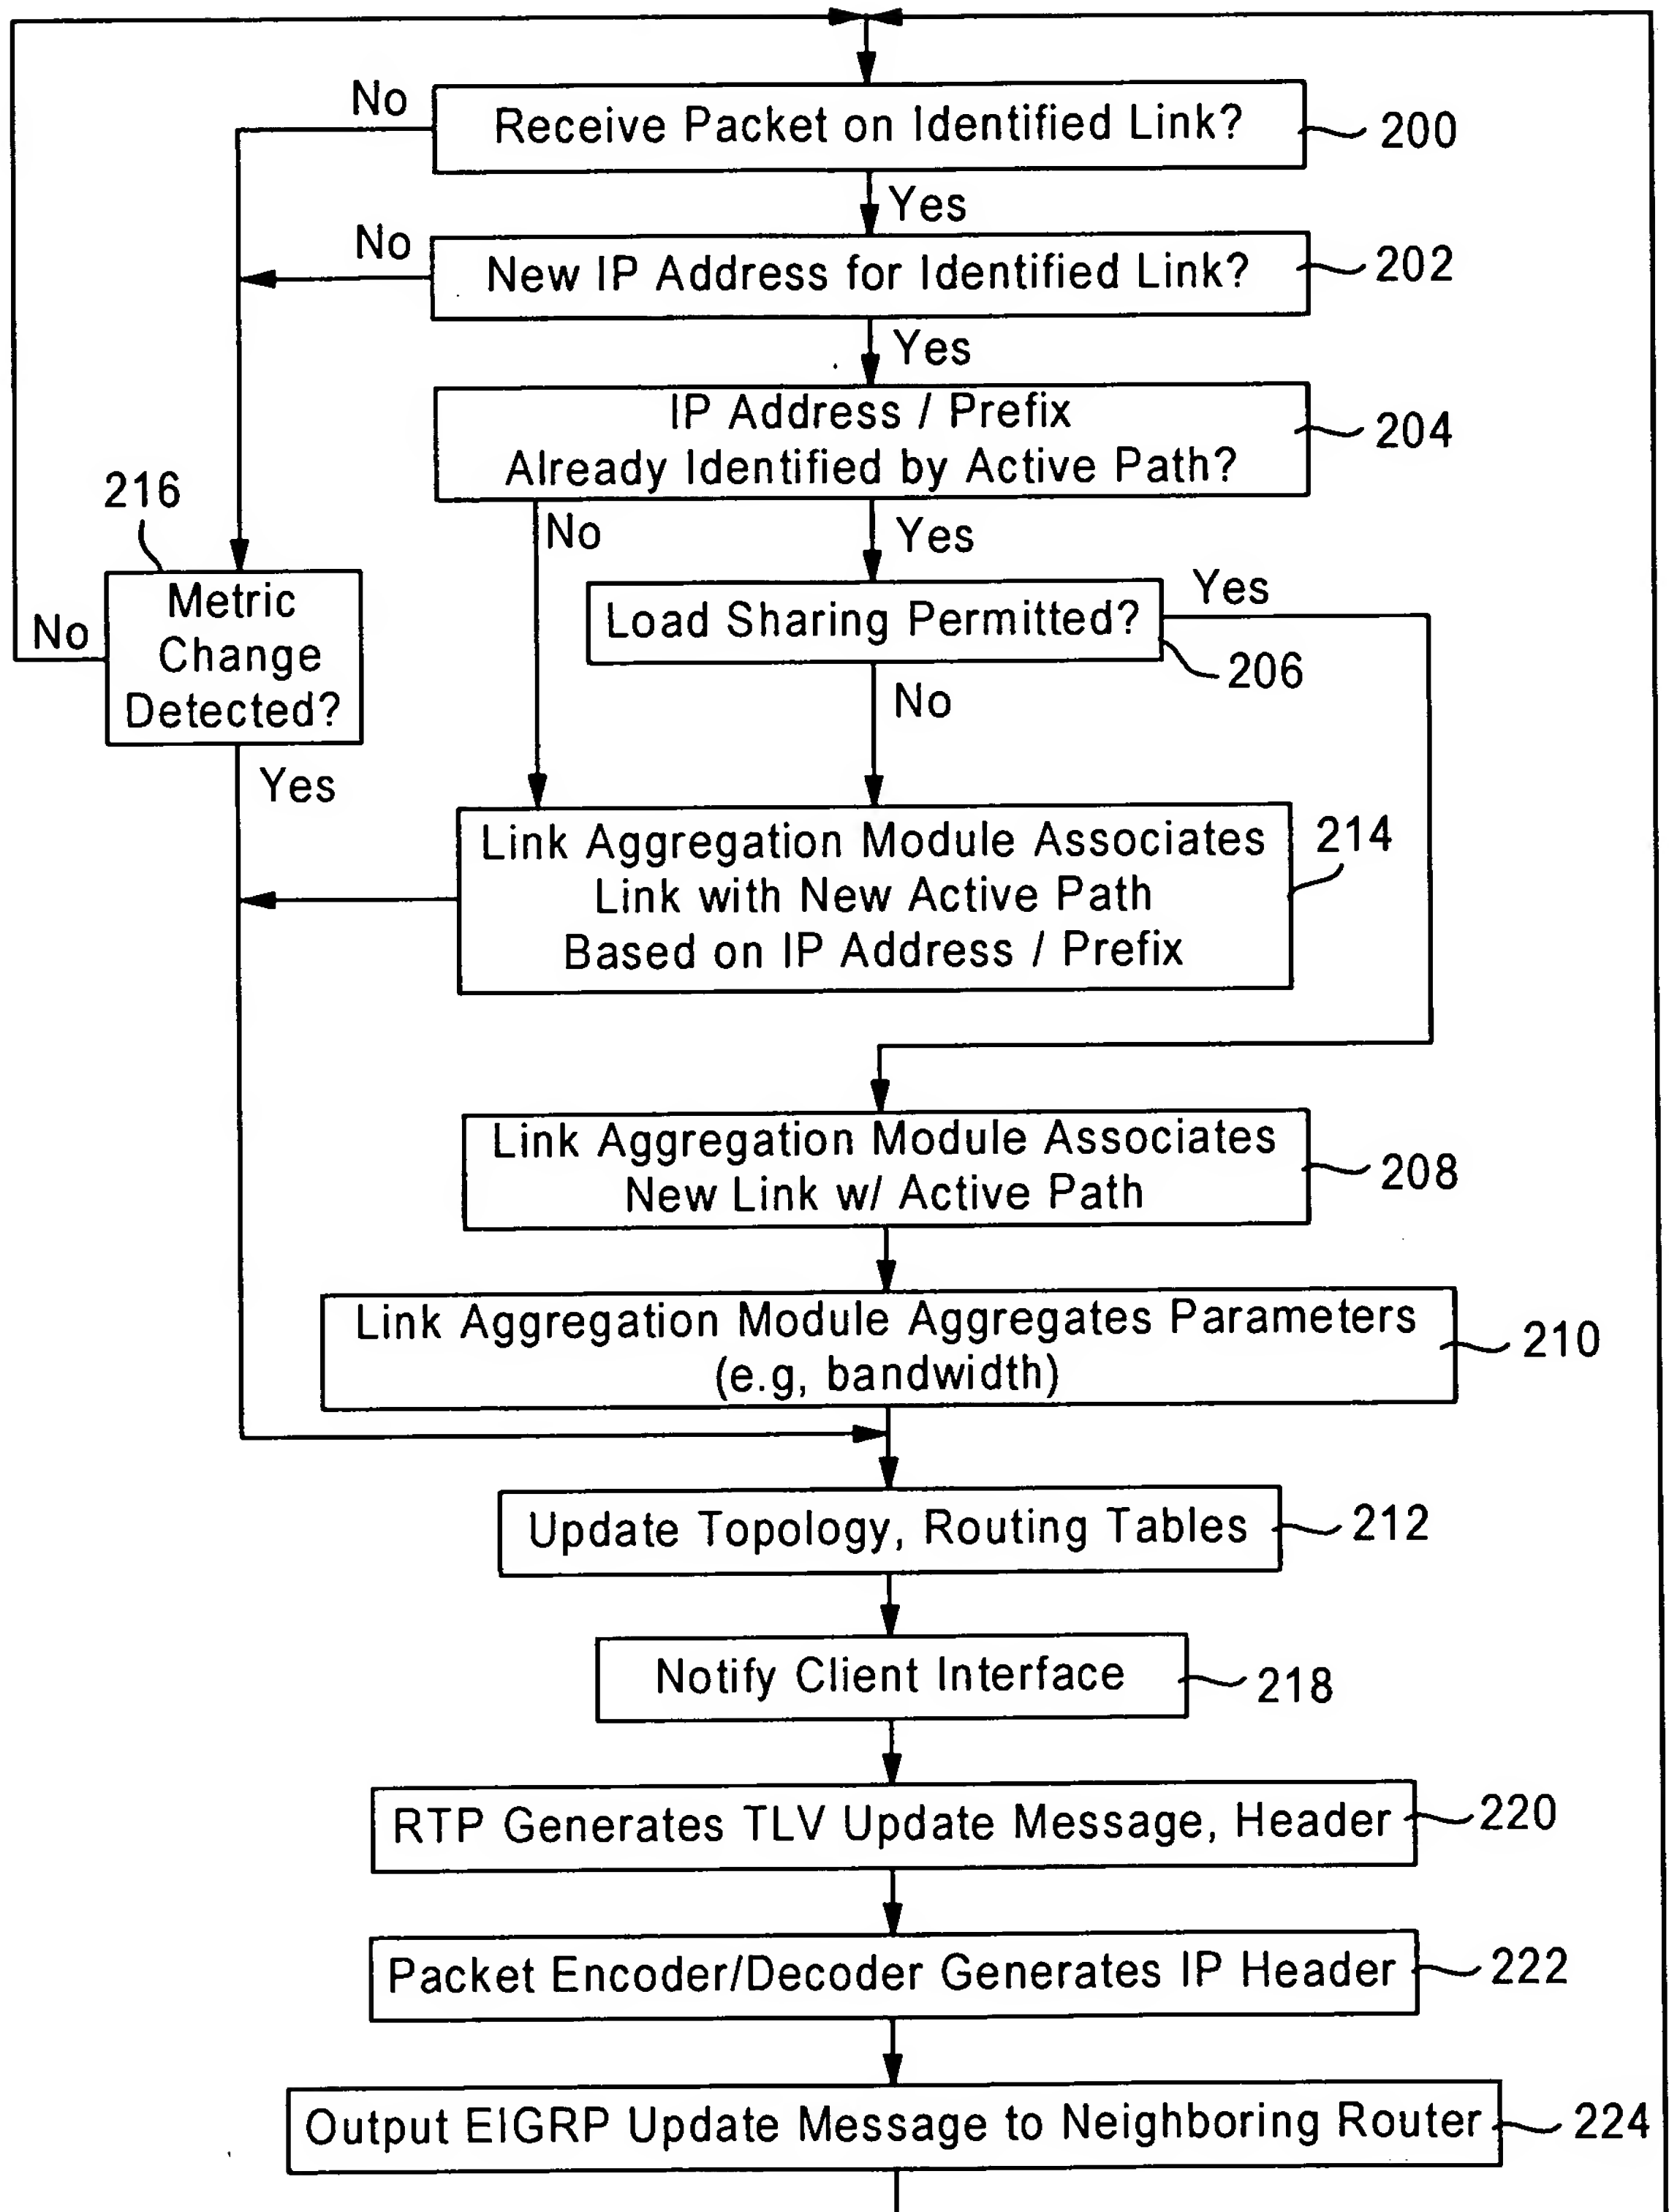 No
Receive Packet on Identified Link?
200
Yes
No
New IP Address for Identified Link?
202
Yes
IP Address / Prefix
Already Identified by Active Path?
204
216
No
Yes
Metric
Change
Detected?
No
Load Sharing Permitted?
Yes
206
No
Yes
Link Aggregation Module Associates
Link with New Active Path
Based on IP Address / Prefix
214
Link Aggregation Module Associates
New Link w/ Active Path
208
Link Aggregation Module Aggregates Parameters
(e.g, bandwidth)
210
Update Topology, Routing Tables
212
Notify Client Interface
218
RTP Generates TLV Update Message, Header
220
Packet Encoder/Decoder Generates IP Header
222
Output EIGRP Update Message to Neighboring Router
224